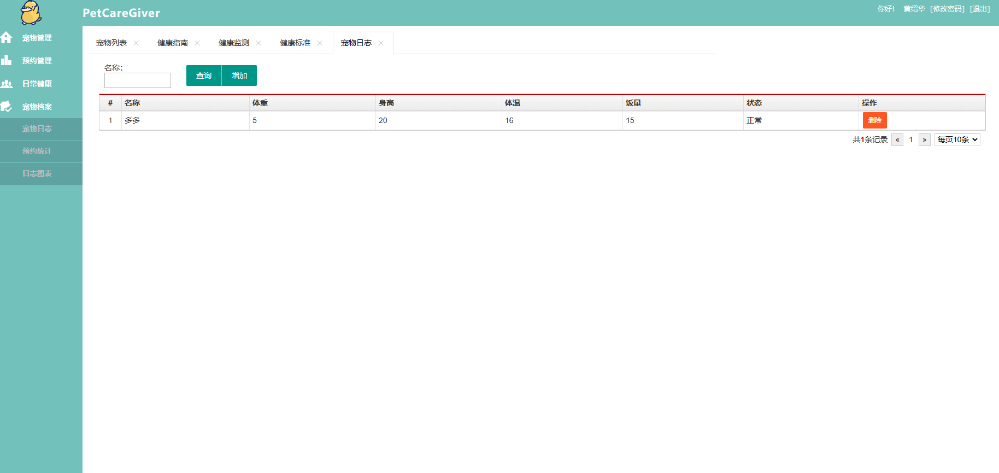 PetCareGiver
你好！ 黄绍华 [修改密码] [退出]
宠物管理
预约管理
日常健康
宠物档案
宠物日志
预约统计
日志图表
宠物列表 健康指南 健康监测 健康标准 宠物日志
名称：
查询 增加
# 名称 体重 身高 体温 饭量 状态 操作
1 多多 5 20 16 15 正常 删除
共1条记录 « 1 » 每页10条